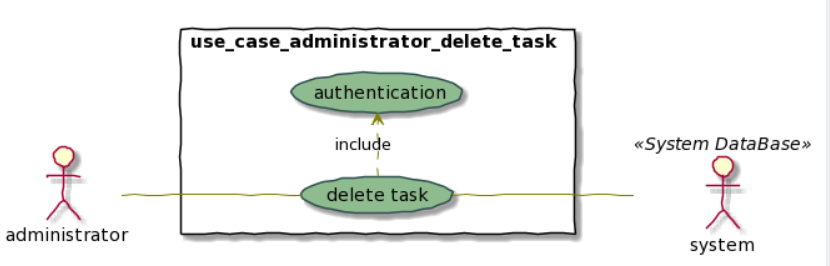 use_case_administrator_delete_task
authentication
include
«System DataBase»
delete task
administrator
system